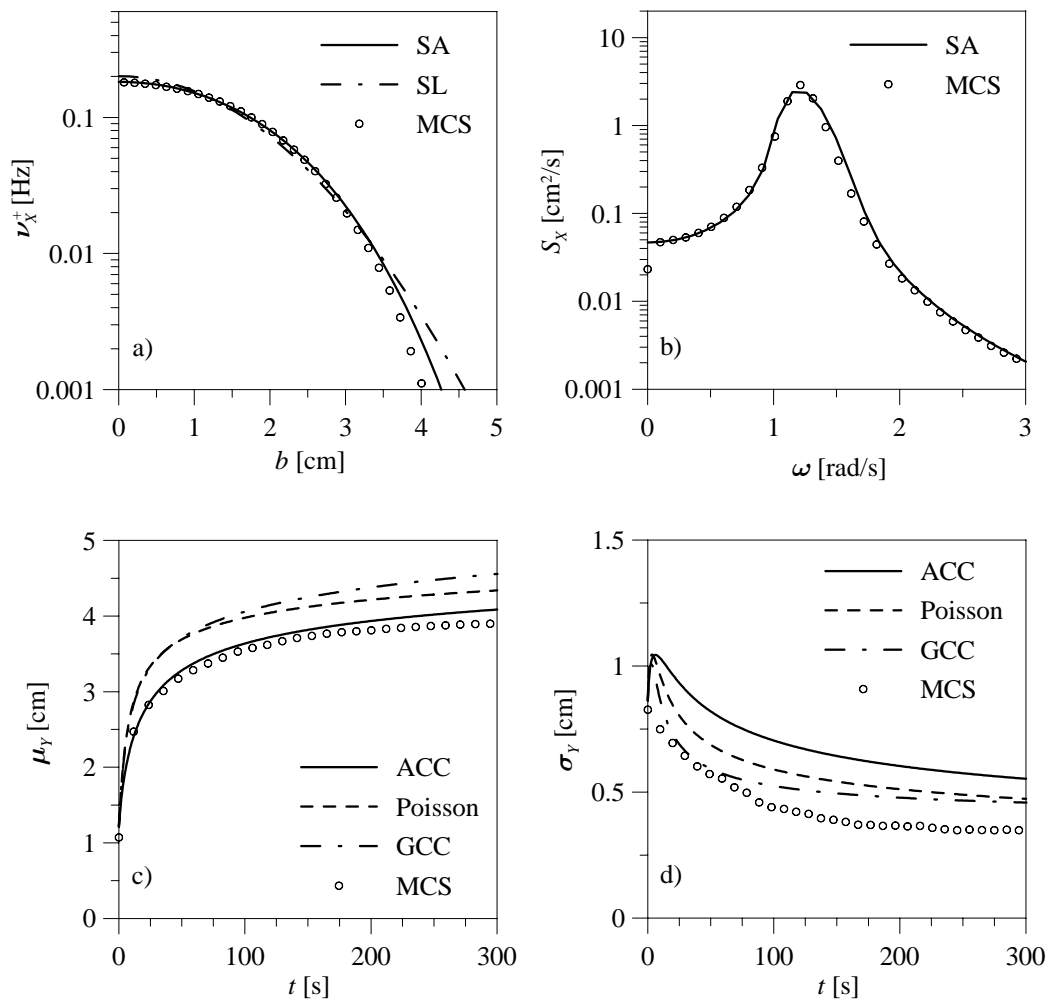 SA
SL
MCS
0.1
0.01
0.001
ν_X^+ [Hz]
a)
0 1 2 3 4 5
b [cm]
SA
MCS
10
1
0.1
0.01
0.001
S_X [cm²/s]
b)
0 1 2 3
ω [rad/s]
5
4
3
2
1
0
μ_Y [cm]
ACC
Poisson
GCC
MCS
c)
0 100 200 300
t [s]
1.5
1
0.5
0
σ_Y [cm]
ACC
Poisson
GCC
MCS
d)
0 100 200 300
t [s]